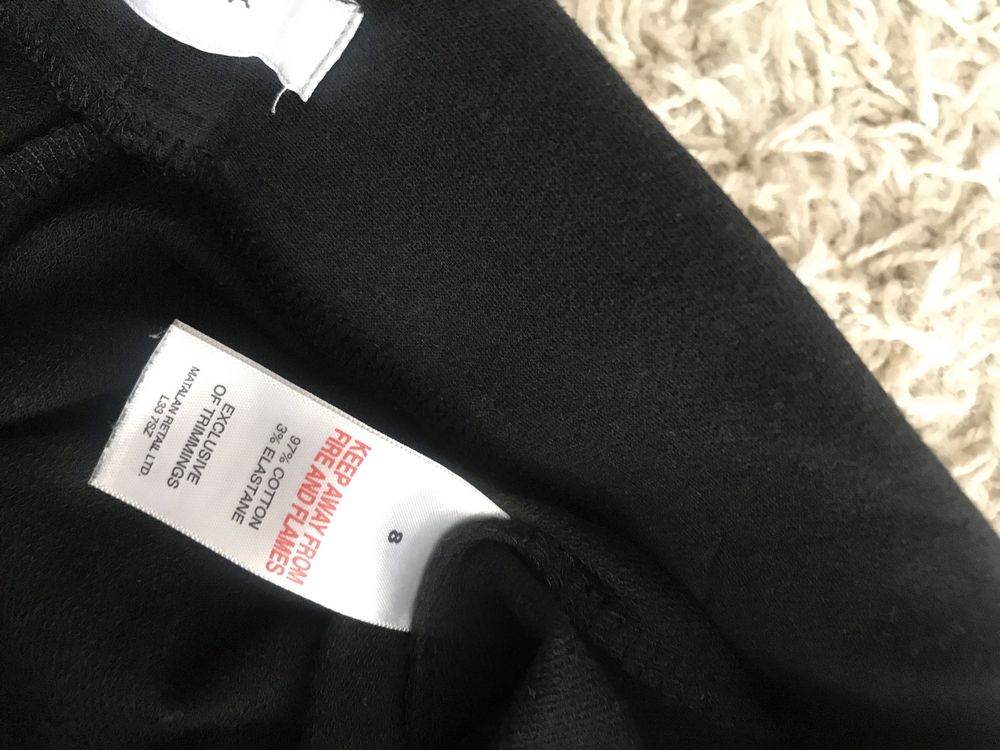 8
KEEP AWAY FROM
FIRE AND FLAMES
97% COTTON
3% ELASTANE
EXCLUSIVE
OF TRIMMINGS
MATALAN RETAIL LTD.
L33 7SZ